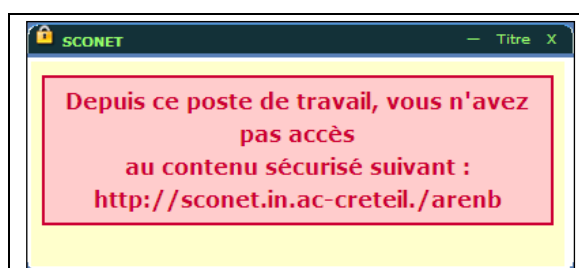 SCONET — Titre X
Depuis ce poste de travail, vous n'avez
pas accès
au contenu sécurisé suivant :
http://sconet.in.ac-creteil./arenb